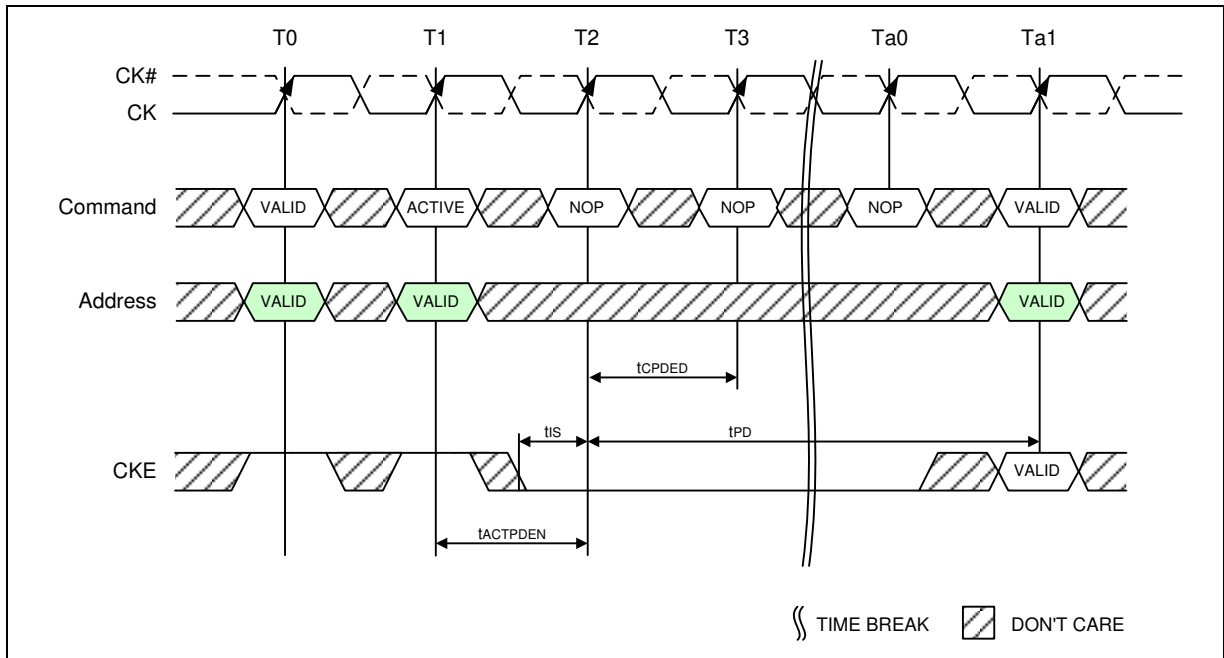 T0 T1 T2 T3 Ta0 Ta1
CK#
CK
Command VALID ACTIVE NOP NOP NOP VALID
Address VALID VALID VALID
tCPDED
tIS tPD
CKE VALID
tACTPDEN
TIME BREAK DON'T CARE